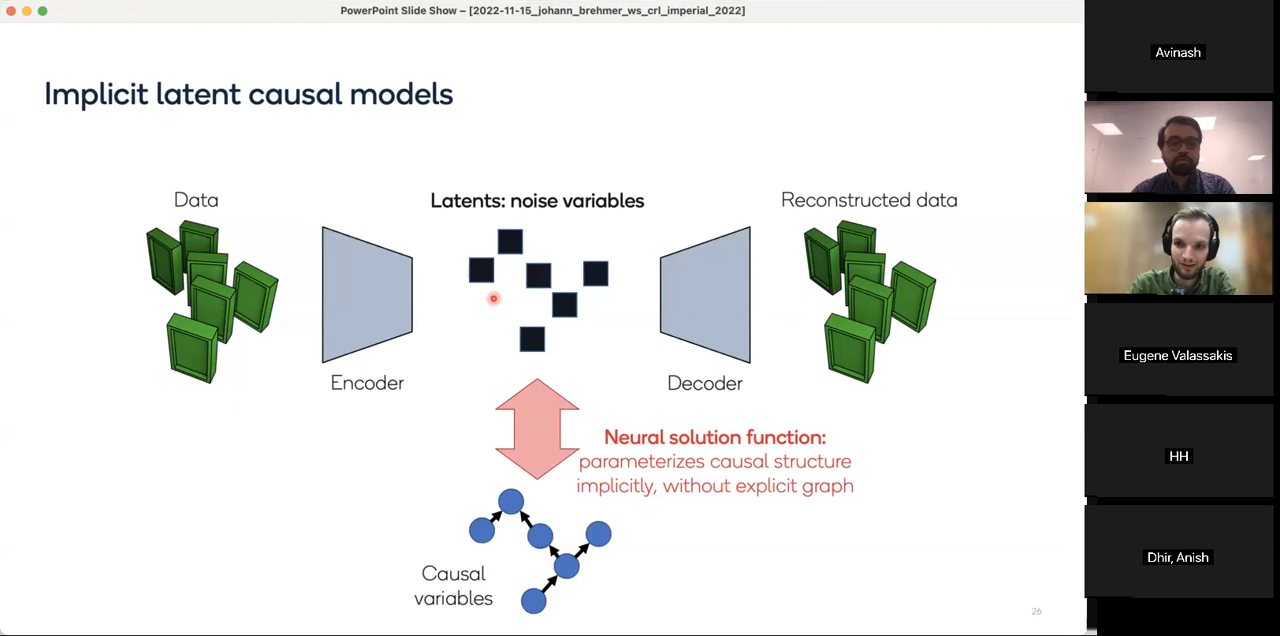 PowerPoint Slide Show – [2022-11-15_johann_brehmer_ws_crl_imperial_2022]
Implicit latent causal models
Data
Latents: noise variables
Reconstructed data
Encoder
Decoder
Neural solution function:
parameterizes causal structure
implicitly, without explicit graph
Causal
variables
26
Avinash
Eugene Valassakis
HH
Dhir, Anish